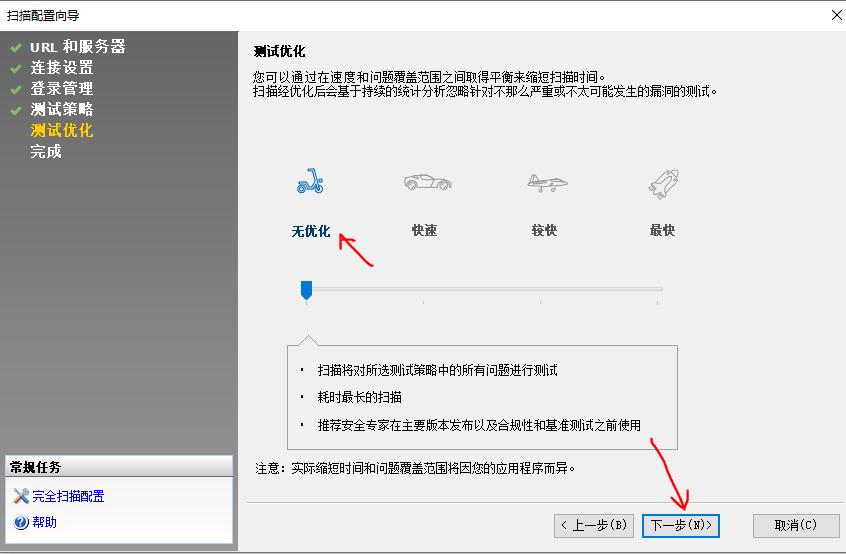 扫描配置向导
URL 和服务器
连接设置
登录管理
测试策略
测试优化
完成
测试优化
您可以通过在速度和问题覆盖范围之间取得平衡来缩短扫描时间。
扫描经优化后会基于持续的统计分析忽略针对不那么严重或不太可能发生的漏洞的测试。
无优化 快速 较快 最快
· 扫描将对所选测试策略中的所有问题进行测试
· 耗时最长的扫描
· 推荐安全专家在主要版本发布以及合规性和基准测试之前使用
注意：实际缩短时间和问题覆盖范围将因您的应用程序而异。
常规任务
完全扫描配置
帮助
< 上一步(B) 下一步(N)> 取消(C)